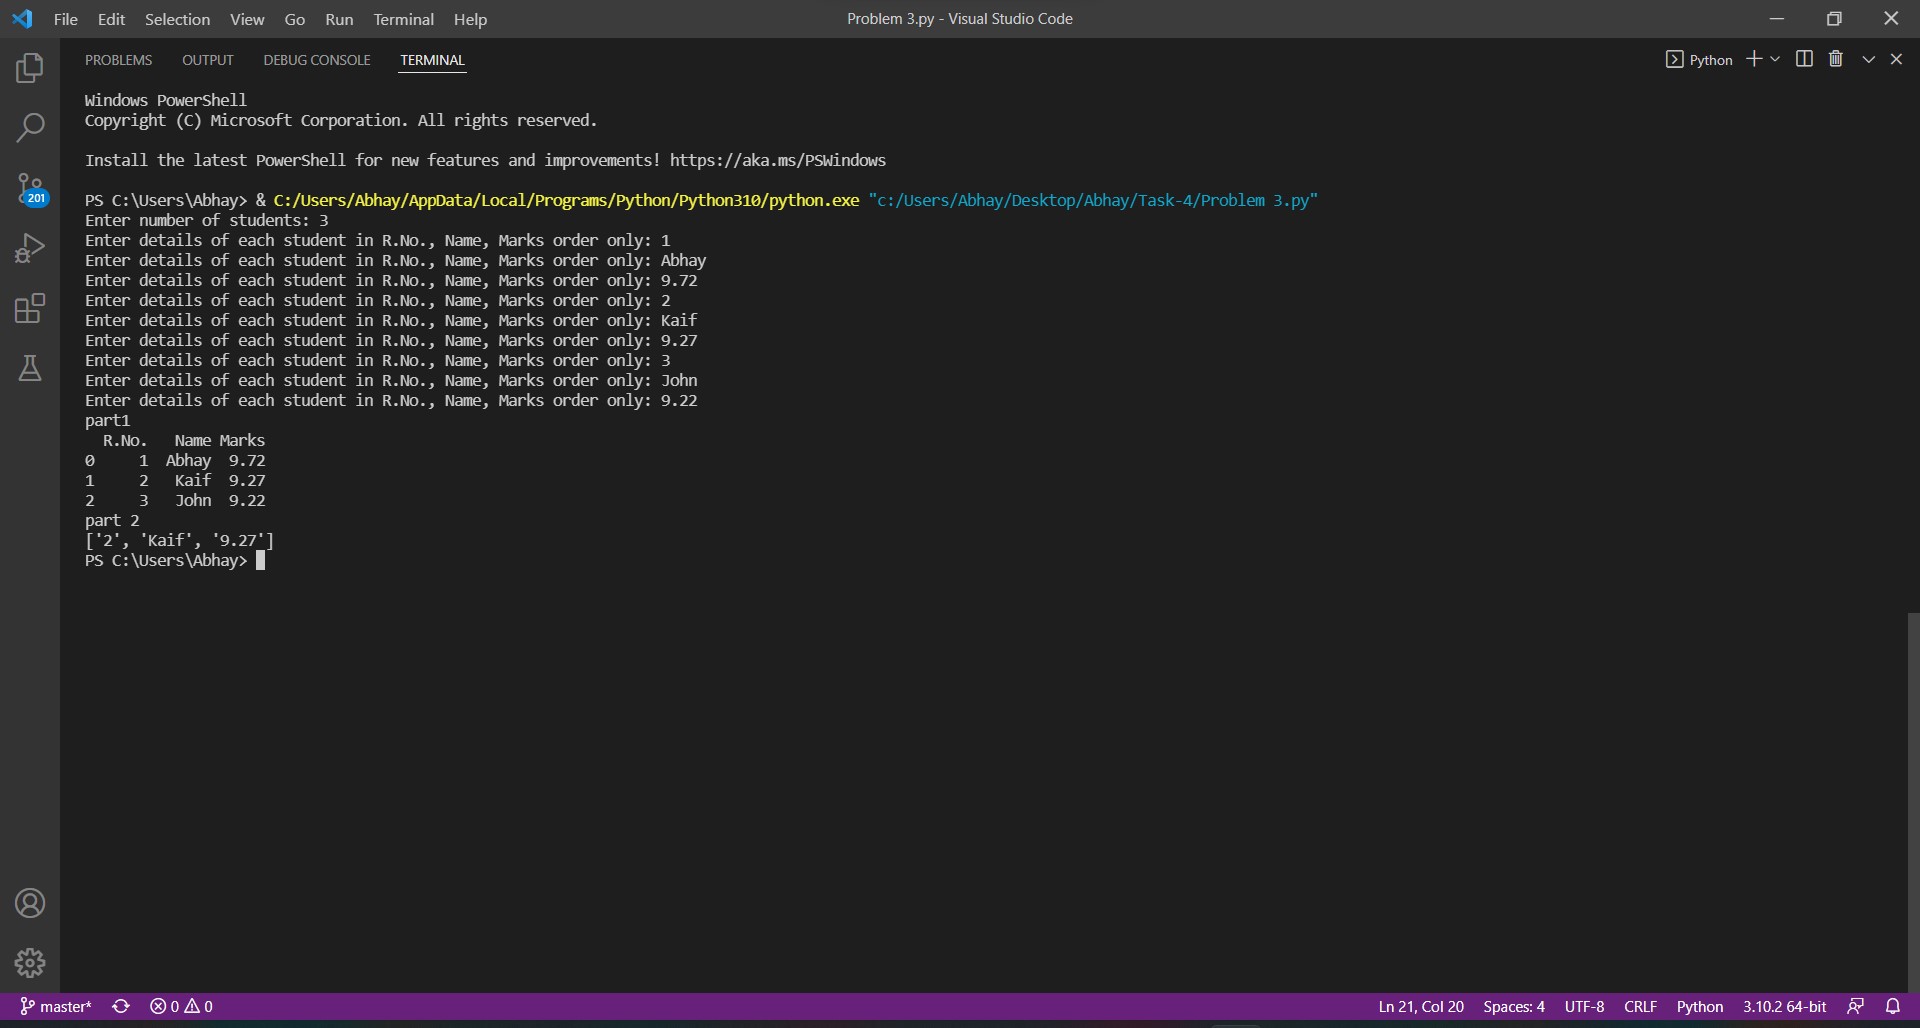 File Edit Selection View Go Run Terminal Help Problem 3.py - Visual Studio Code
PROBLEMS OUTPUT DEBUG CONSOLE TERMINAL Python
Windows PowerShell
Copyright (C) Microsoft Corporation. All rights reserved.
Install the latest PowerShell for new features and improvements! https://aka.ms/PSWindows
PS C:\Users\Abhay> & C:/Users/Abhay/AppData/Local/Programs/Python/Python310/python.exe "c:/Users/Abhay/Desktop/Abhay/Task-4/Problem 3.py"
Enter number of students: 3
Enter details of each student in R.No., Name, Marks order only: 1
Enter details of each student in R.No., Name, Marks order only: Abhay
Enter details of each student in R.No., Name, Marks order only: 9.72
Enter details of each student in R.No., Name, Marks order only: 2
Enter details of each student in R.No., Name, Marks order only: Kaif
Enter details of each student in R.No., Name, Marks order only: 9.27
Enter details of each student in R.No., Name, Marks order only: 3
Enter details of each student in R.No., Name, Marks order only: John
Enter details of each student in R.No., Name, Marks order only: 9.22
part1
  R.No.   Name Marks
0     1  Abhay  9.72
1     2   Kaif  9.27
2     3   John  9.22
part 2
['2', 'Kaif', '9.27']
PS C:\Users\Abhay>
201
master* 0 0 Ln 21, Col 20 Spaces: 4 UTF-8 CRLF Python 3.10.2 64-bit